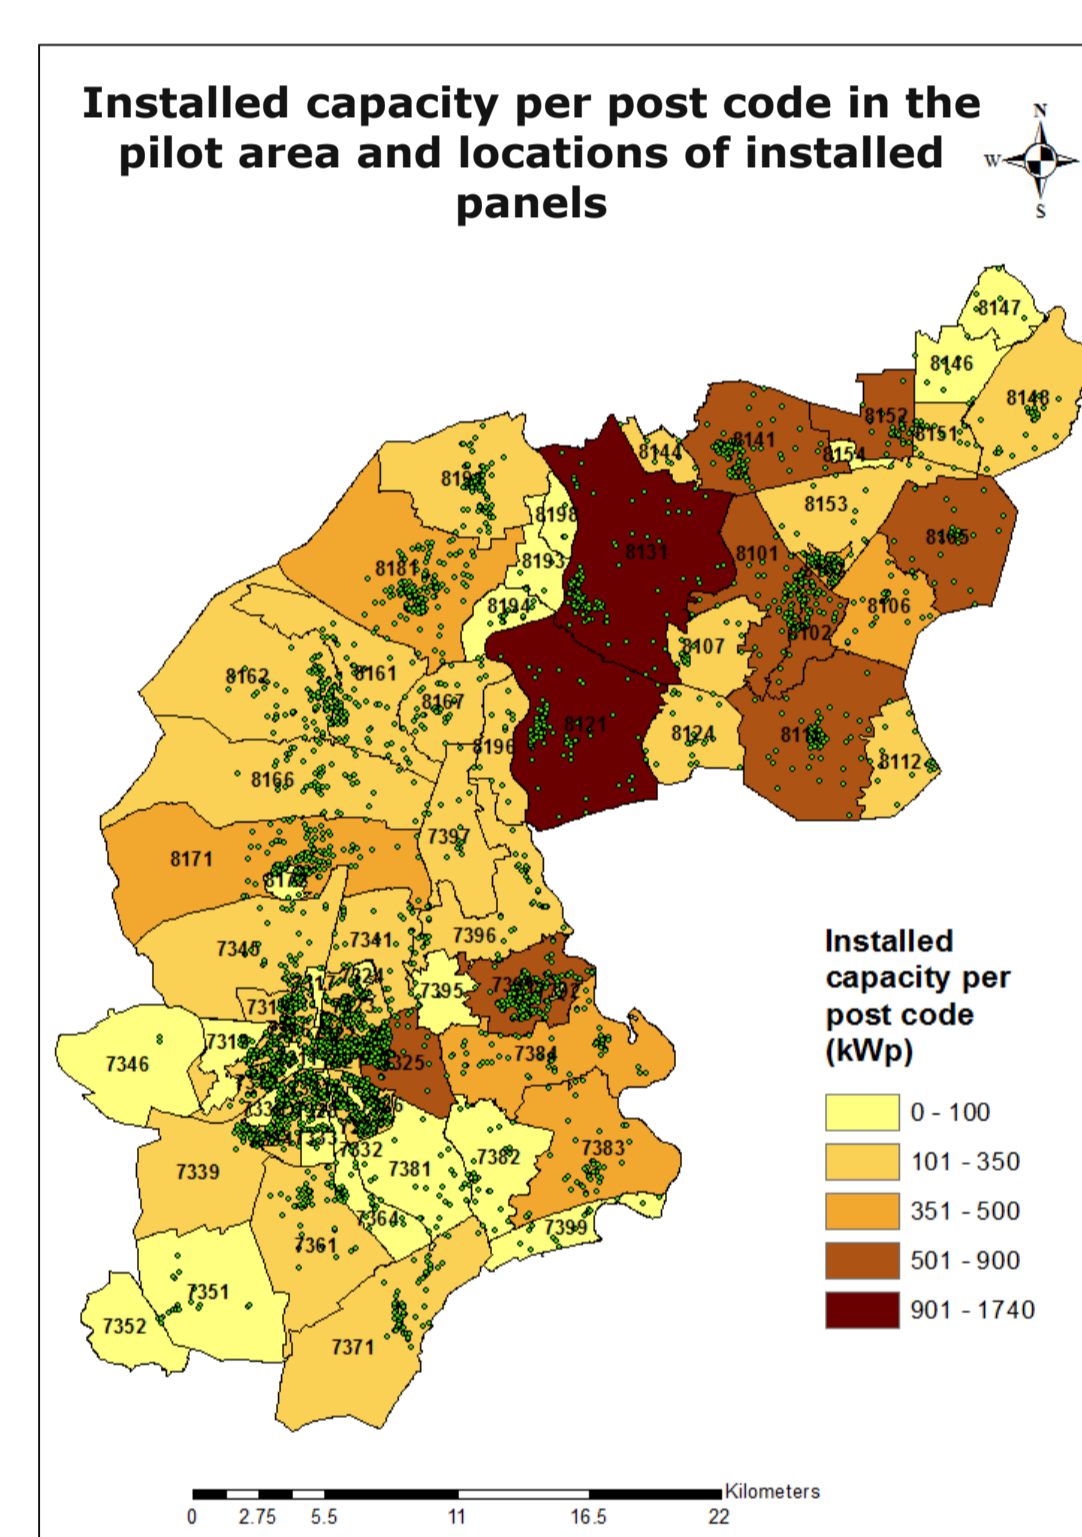 Installed capacity per post code in the
pilot area and locations of installed
panels
N
W
S
8147
8146
8148
8152
8151
8141
8154
8144
8153
8198
8131
8101
8193
8181
8194
8106
8102
8107
8162
8161
8167
8121
8124
8196
8112
8166
7397
8171
7345
7341
7396
7324
7395
7384
7346
7339
7381
7382
7383
7332
7364
7399
7361
7351
7352
7371
Installed
capacity per
post code
(kWp)
0 - 100
101 - 350
351 - 500
501 - 900
901 - 1740
Kilometers
0 2.75 5.5 11 16.5 22